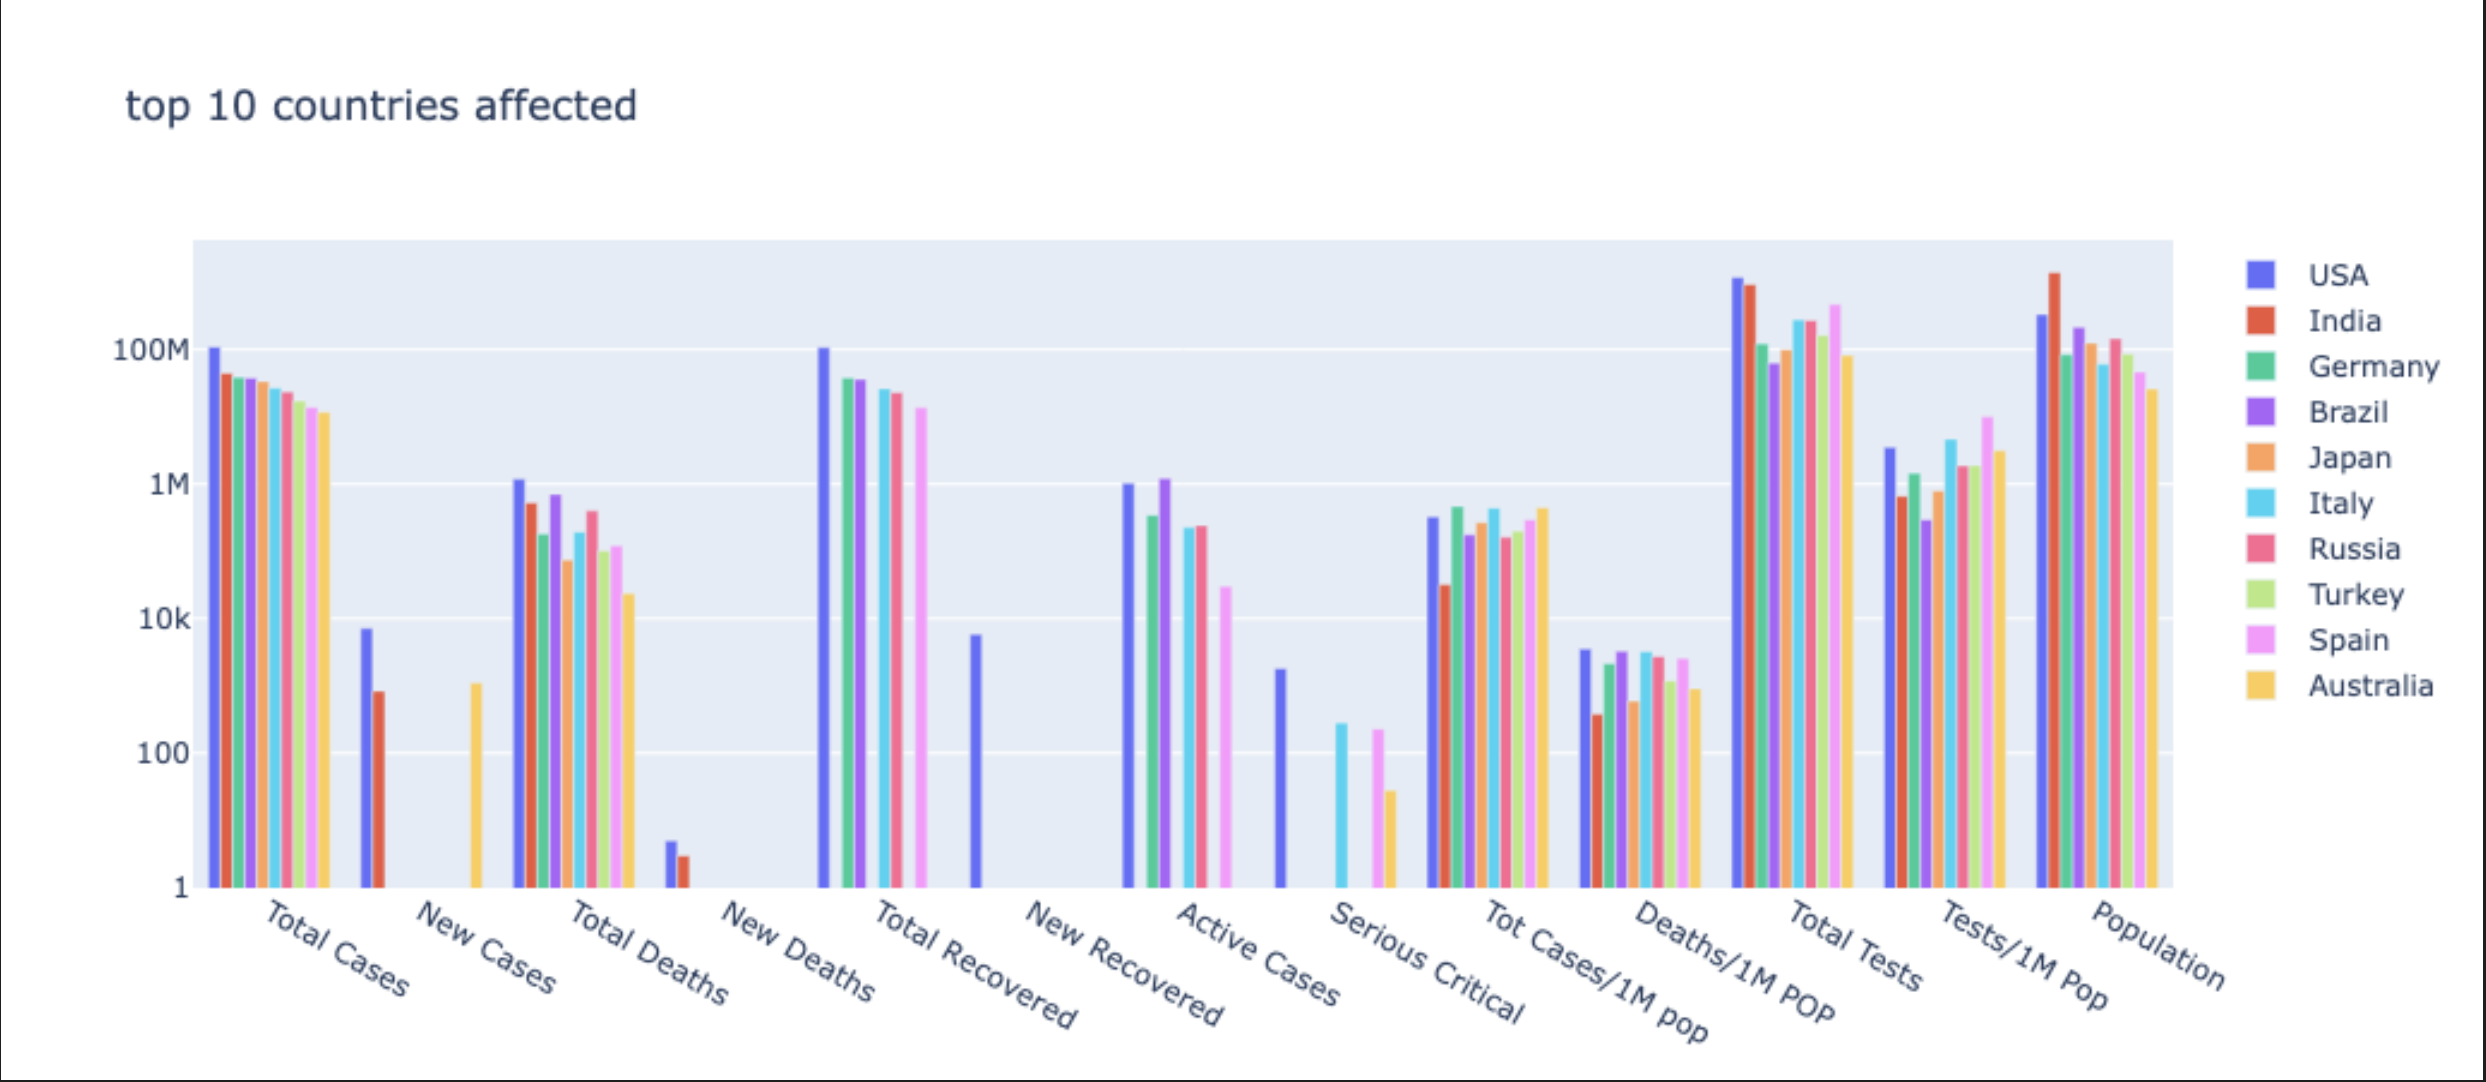 top 10 countries affected
100M
1M
10k
100
1
Total Cases
New Cases
Total Deaths
New Deaths
Total Recovered
New Recovered
Active Cases
Serious Critical
Tot Cases/1M pop
Deaths/1M POP
Total Tests
Tests/1M Pop
Population
USA
India
Germany
Brazil
Japan
Italy
Russia
Turkey
Spain
Australia